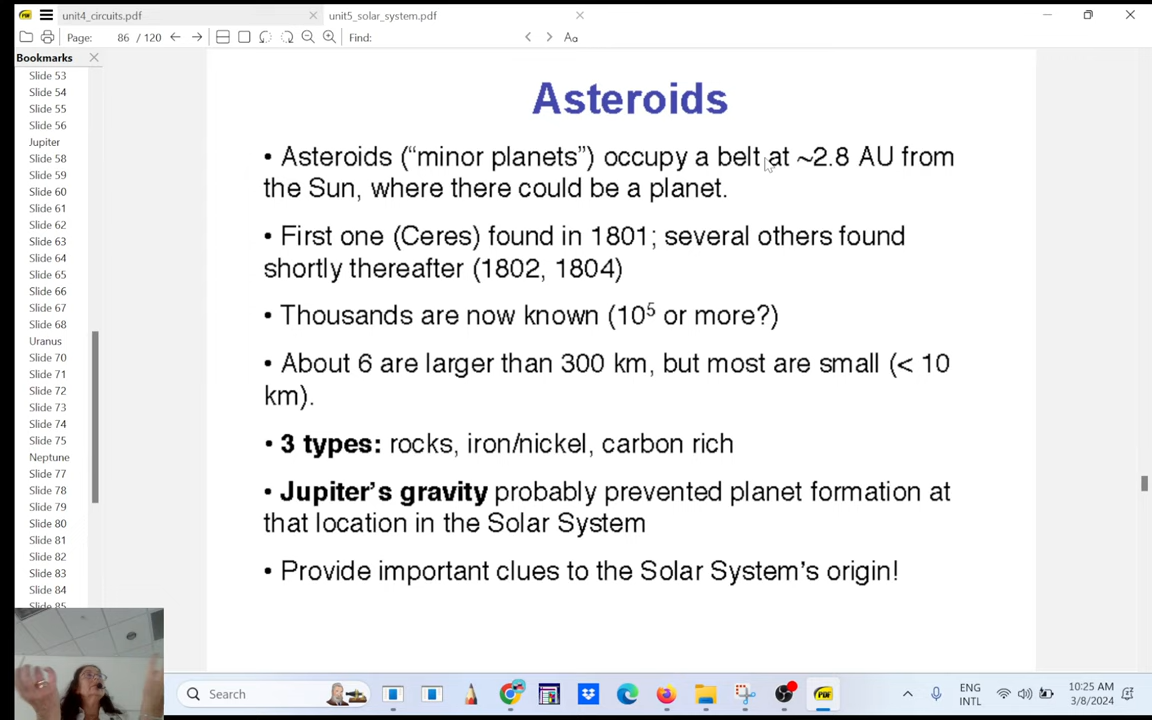 unit4_circuits.pdf
unit5_solar_system.pdf
Page: 86 / 120
Find:
Aa
Bookmarks
Slide 53
Slide 54
Slide 55
Slide 56
Jupiter
Slide 58
Slide 59
Slide 60
Slide 61
Slide 62
Slide 63
Slide 64
Slide 65
Slide 66
Slide 67
Slide 68
Uranus
Slide 70
Slide 71
Slide 72
Slide 73
Slide 74
Slide 75
Neptune
Slide 77
Slide 78
Slide 79
Slide 80
Slide 81
Slide 82
Slide 83
Slide 84
Slide 85
Asteroids
• Asteroids (“minor planets”) occupy a belt at ~2.8 AU from
the Sun, where there could be a planet.
• First one (Ceres) found in 1801; several others found
shortly thereafter (1802, 1804)
• Thousands are now known (10⁵ or more?)
• About 6 are larger than 300 km, but most are small (< 10
km).
• 3 types: rocks, iron/nickel, carbon rich
• Jupiter’s gravity probably prevented planet formation at
that location in the Solar System
• Provide important clues to the Solar System’s origin!
Search
PDF
ENG
INTL
10:25 AM
3/8/2024